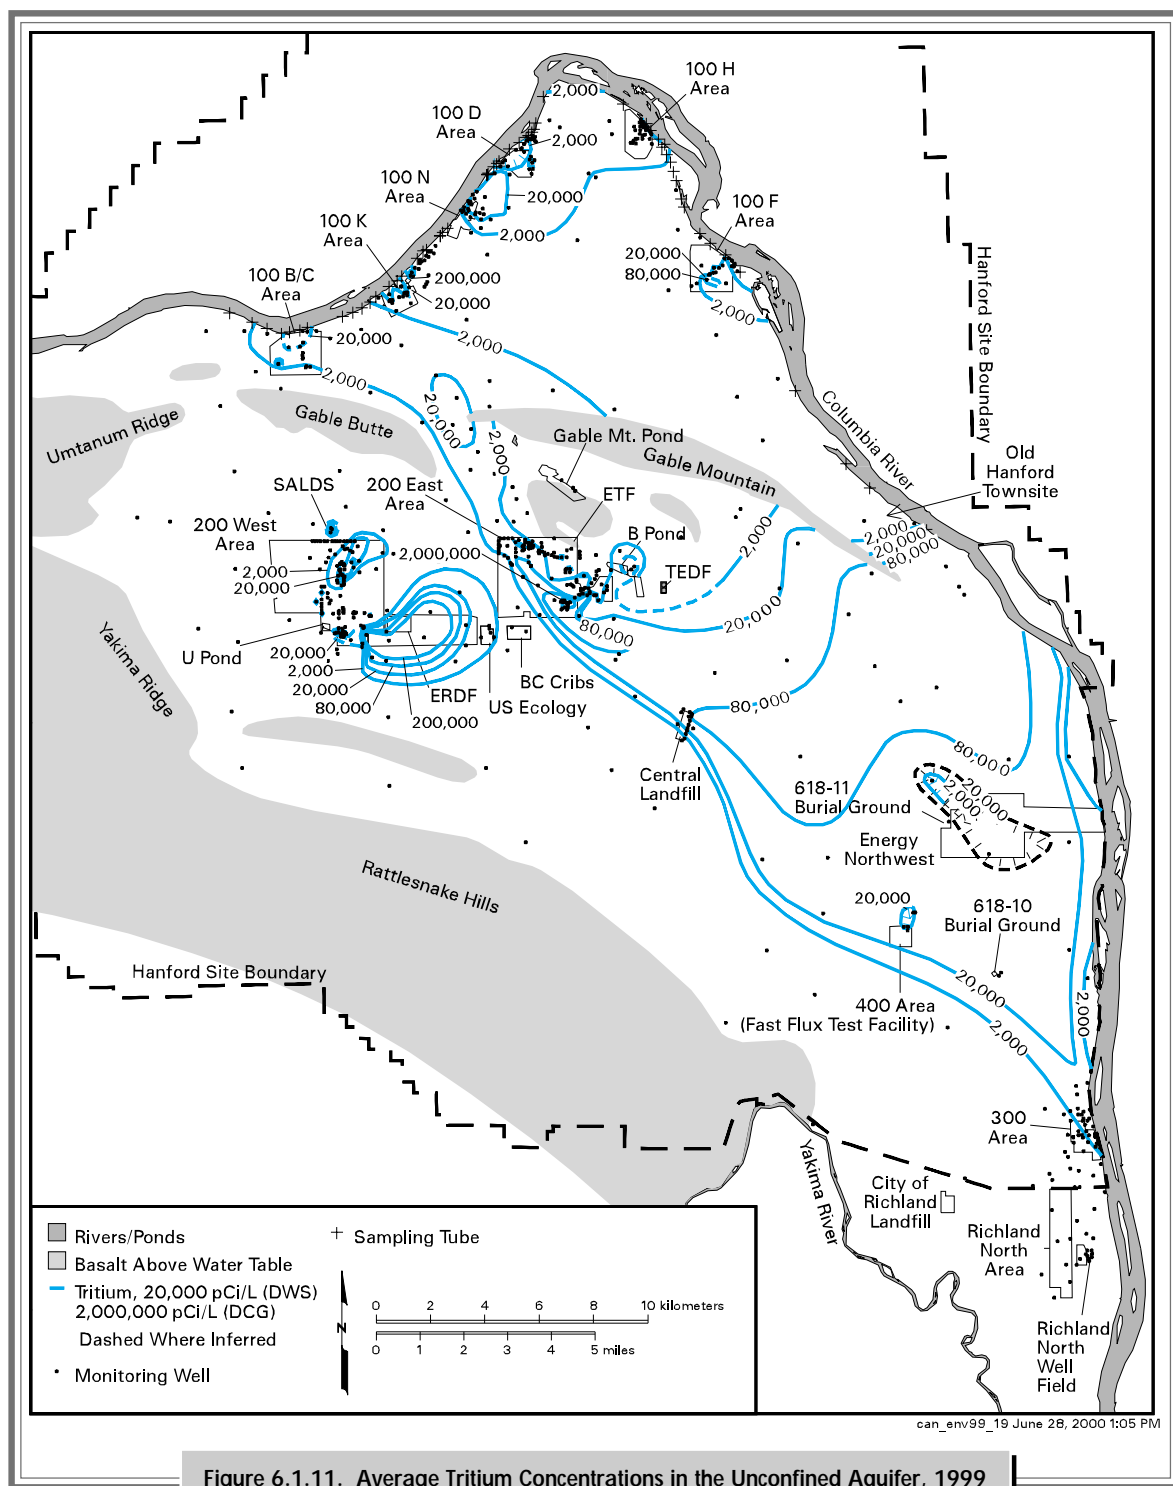 100 H
Area
2,000
100 D
Area
2,000
100 N
Area
20,000
2,000
100 F
Area
100 K
Area
20,000
80,000
200,000
20,000
2,000
100 B/C
Area
20,000
2,000
2,000
Hanford Site Boundary
Columbia River
Umtanum Ridge
Gable Butte
20,000
2,000
Gable Mt. Pond
Gable Mountain
Old
Hanford
Townsite
SALDS
200 East
Area
ETF
200 West
Area
B Pond
2,000
2,000
20,000
80,000
2,000,000
2,000
20,000
TEDF
20,000
80,000
U Pond
20,000
2,000
20,000
80,000
ERDF
200,000
BC Cribs
US Ecology
Yakima Ridge
80,000
80,000
Central
Landfill
618-11
Burial Ground
20,000
2,000
Energy
Northwest
Rattlesnake Hills
20,000
618-10
Burial Ground
Hanford Site Boundary
400 Area
(Fast Flux Test Facility)
20,000
2,000
2,000
300
Area
Yakima River
City of
Richland
Landfill
Richland
North
Area
Richland
North
Well
Field
Rivers/Ponds
Basalt Above Water Table
Tritium, 20,000 pCi/L (DWS)
2,000,000 pCi/L (DCG)
Dashed Where Inferred
Monitoring Well
Sampling Tube
N
0 2 4 6 8 10 kilometers
0 1 2 3 4 5 miles
can_env99_19 June 28, 2000 1:05 PM
Figure 6.1.11. Average Tritium Concentrations in the Unconfined Aquifer, 1999